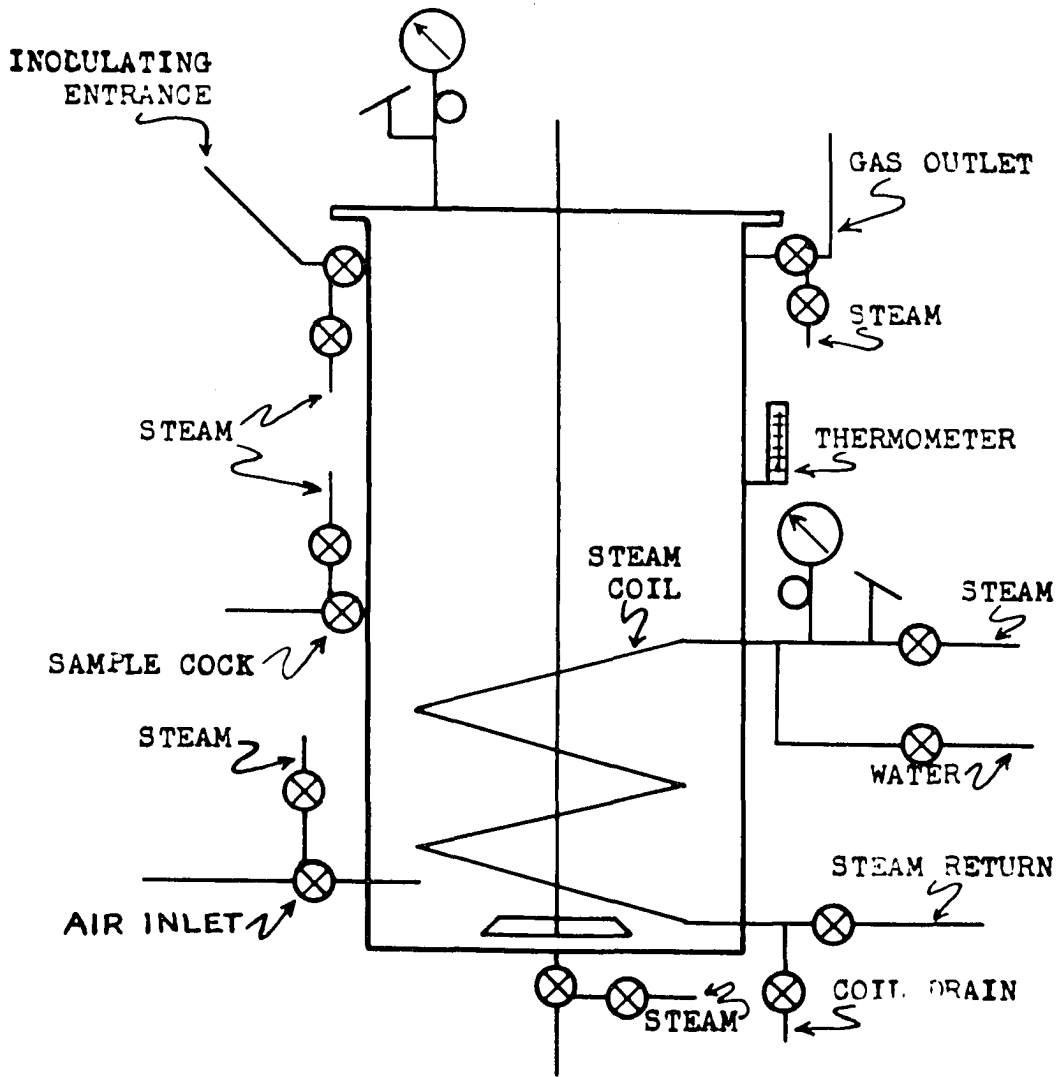 INOCULATING
ENTRANCE
GAS OUTLET
STEAM
STEAM
THERMOMETER
STEAM
COIL
STEAM
SAMPLE COCK
STEAM
WATER
STEAM RETURN
AIR INLET
COIL DRAIN
STEAM